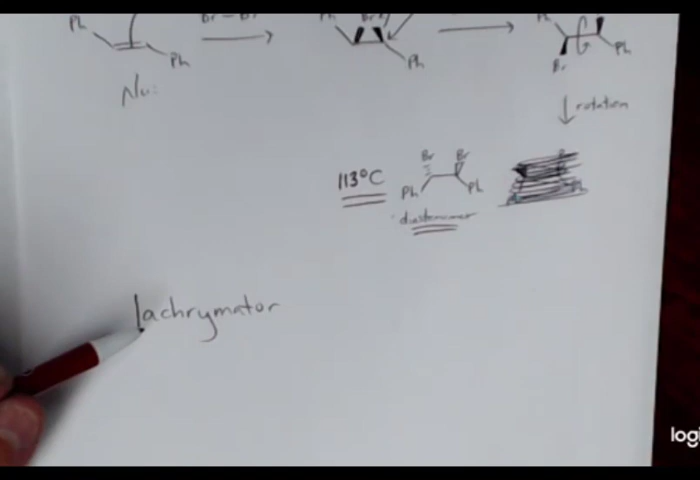 Ph Br—Br Ph Br Ph
Ph Ph Ph
Br
Nu:
rotation
Br Br
113°C Ph Ph
diastereomer
lachrymator
logi